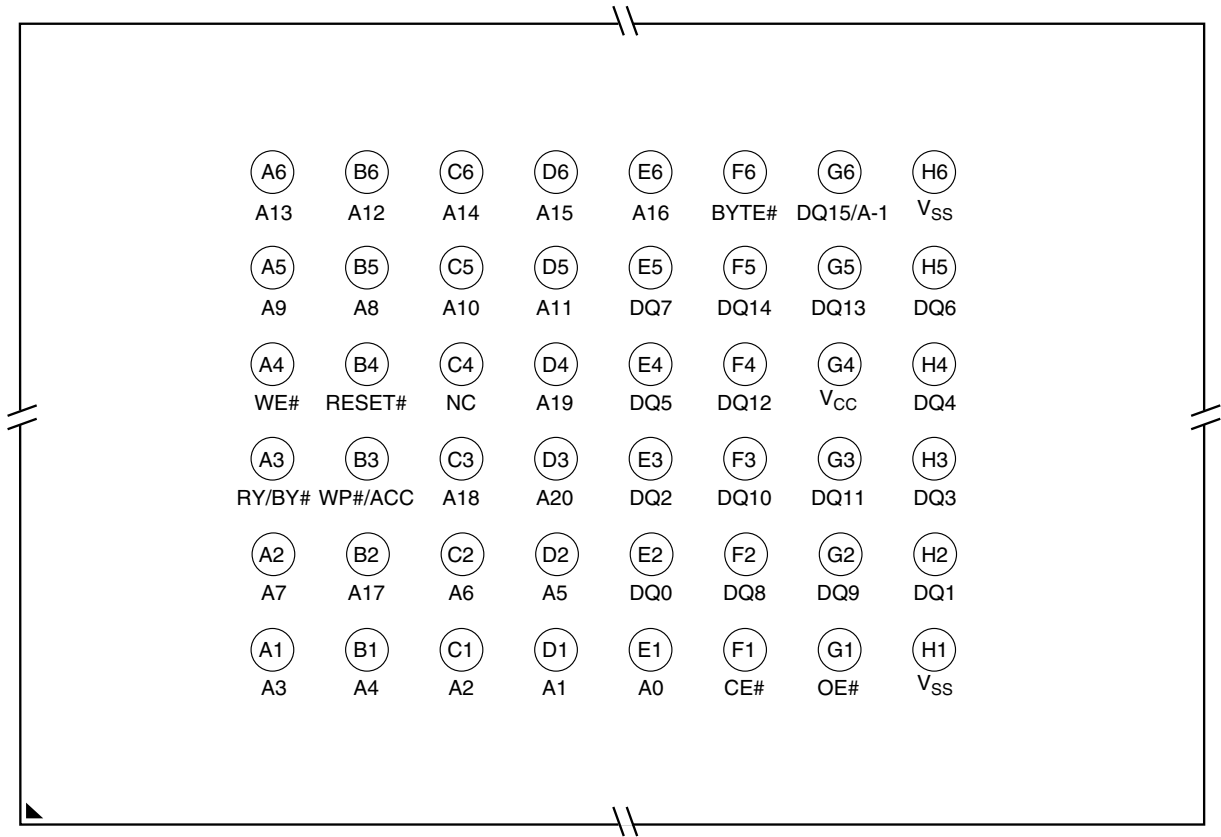 A6 B6 C6 D6 E6 F6 G6 H6
A13 A12 A14 A15 A16 BYTE# DQ15/A-1 VSS
A5 B5 C5 D5 E5 F5 G5 H5
A9 A8 A10 A11 DQ7 DQ14 DQ13 DQ6
A4 B4 C4 D4 E4 F4 G4 H4
WE# RESET# NC A19 DQ5 DQ12 VCC DQ4
A3 B3 C3 D3 E3 F3 G3 H3
RY/BY# WP#/ACC A18 A20 DQ2 DQ10 DQ11 DQ3
A2 B2 C2 D2 E2 F2 G2 H2
A7 A17 A6 A5 DQ0 DQ8 DQ9 DQ1
A1 B1 C1 D1 E1 F1 G1 H1
A3 A4 A2 A1 A0 CE# OE# VSS